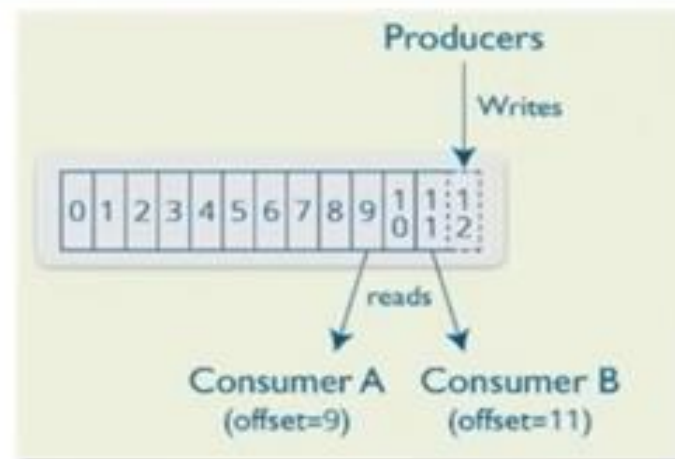 Producers
Writes
0 1 2 3 4 5 6 7 8 9 10 11 12
reads
Consumer A Consumer B
(offset=9) (offset=11)